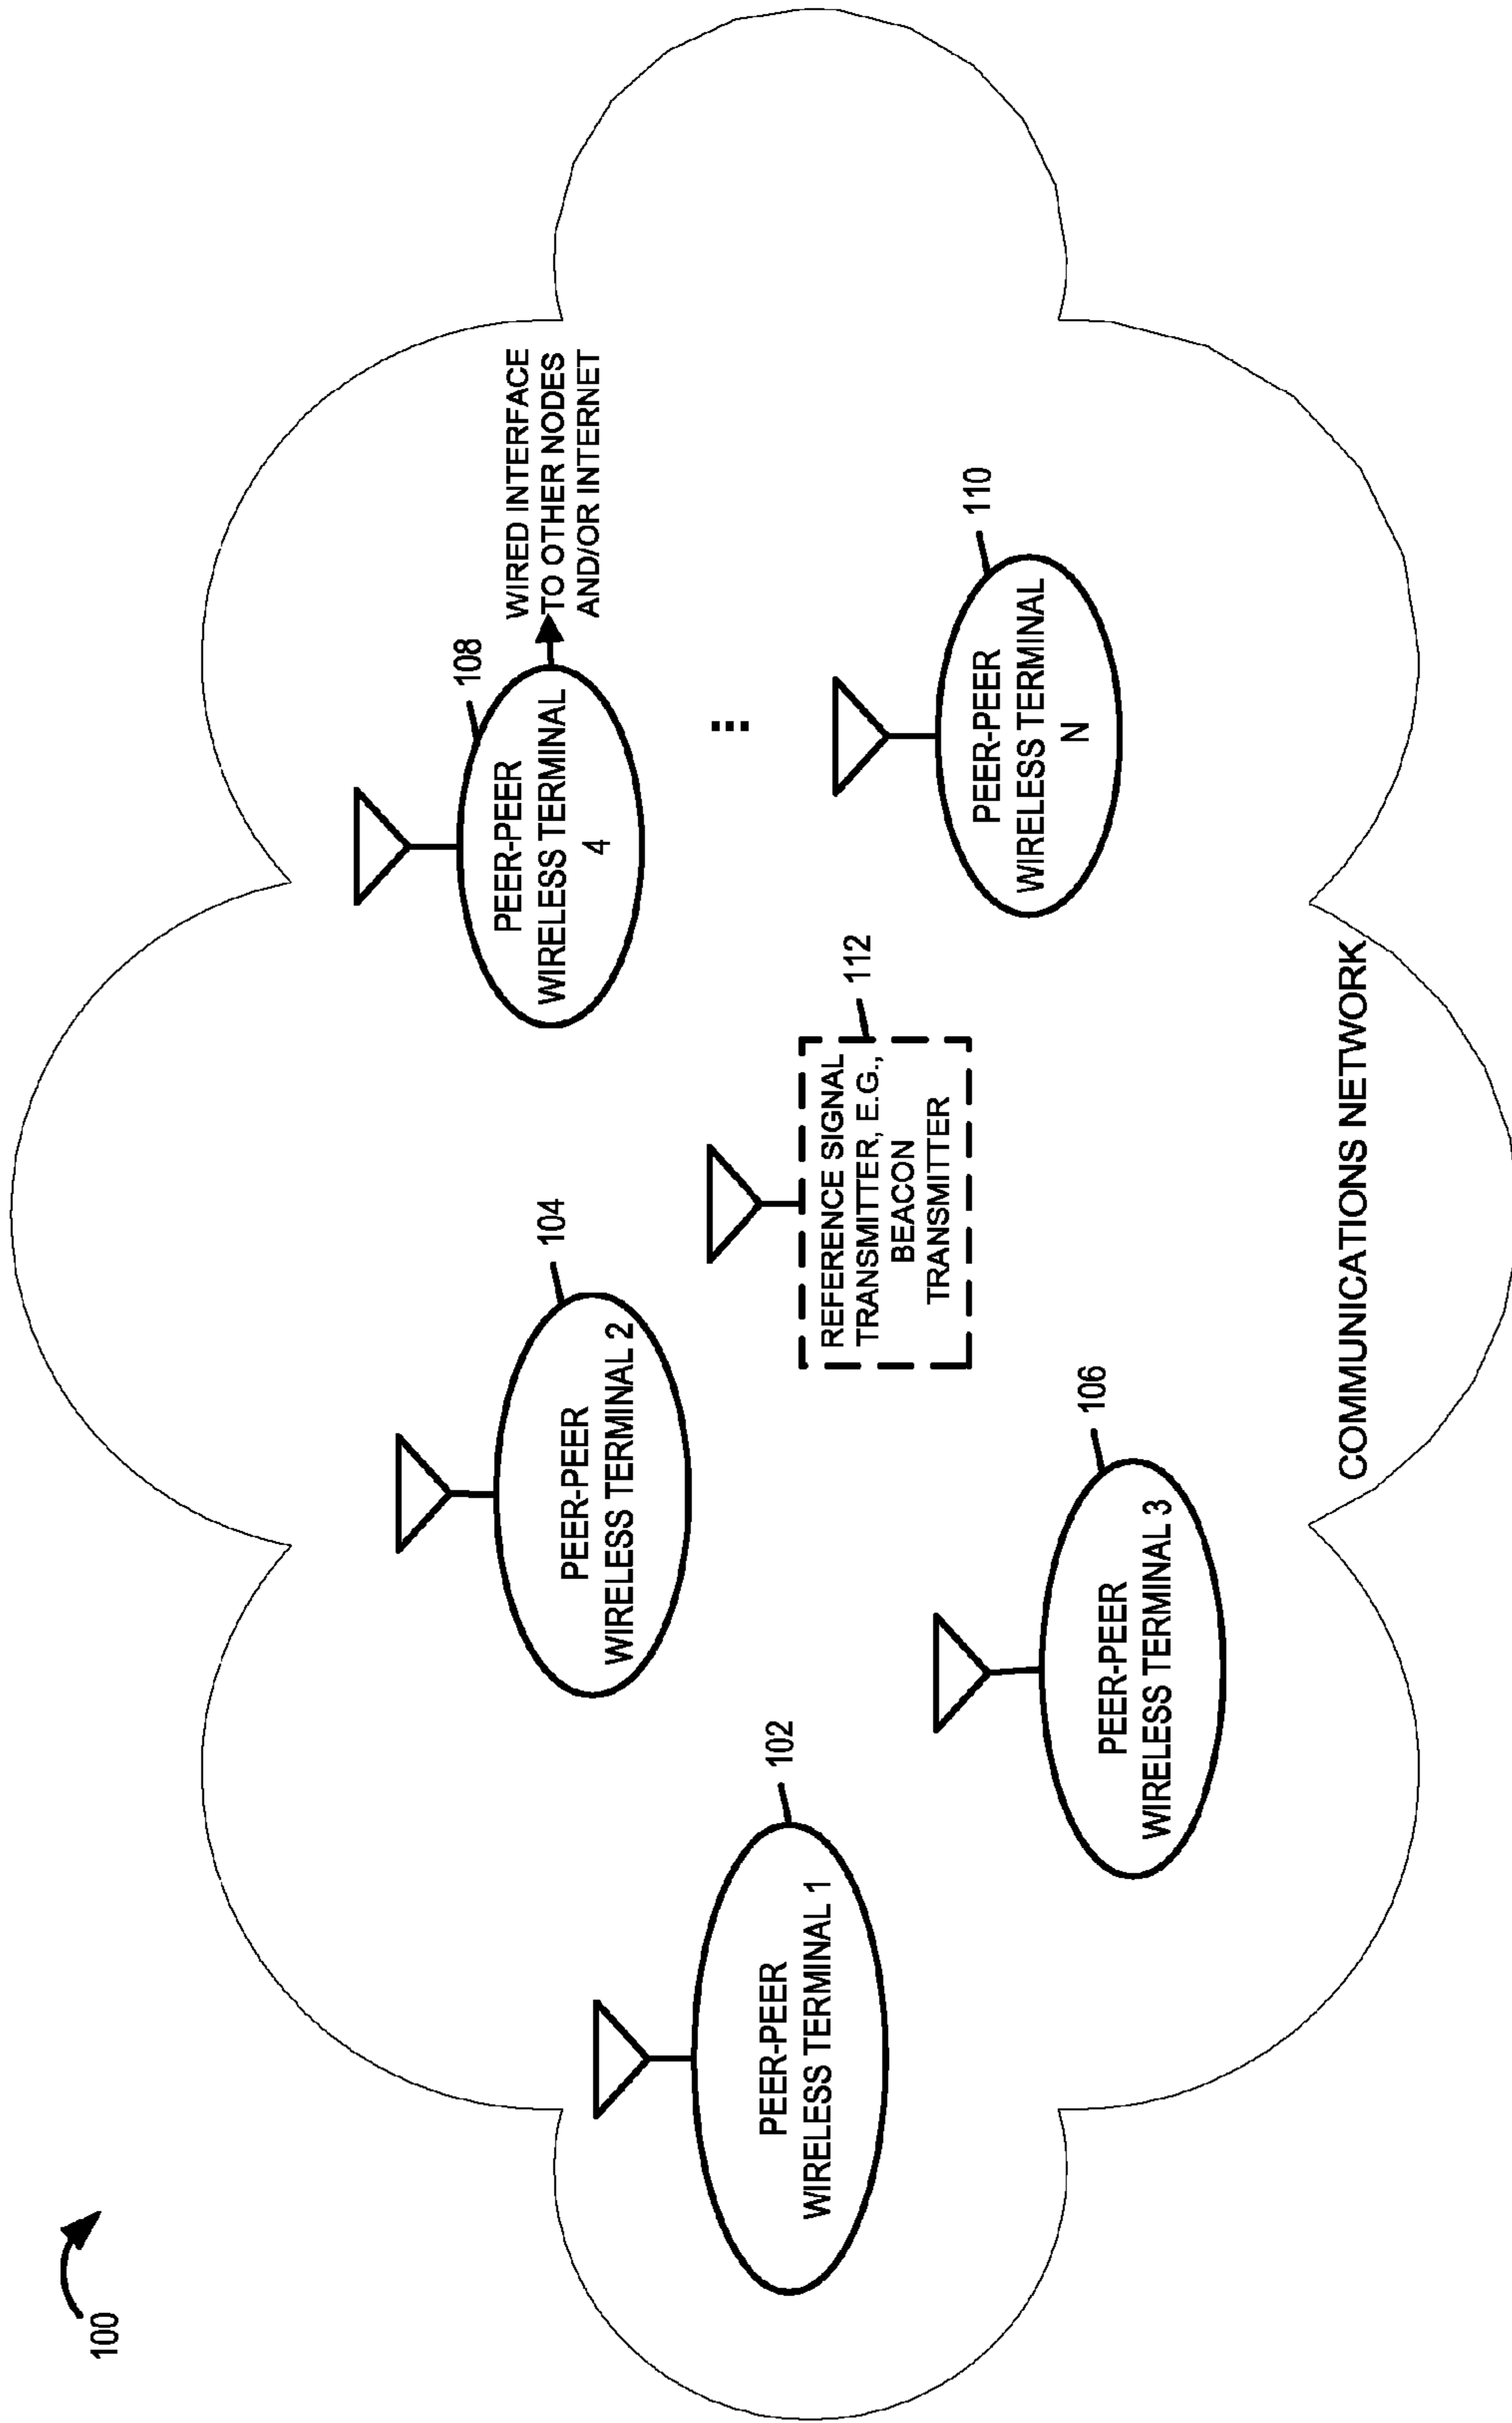 100
PEER-PEER
WIRELESS TERMINAL 1
102
PEER-PEER
WIRELESS TERMINAL 2
104
PEER-PEER
WIRELESS TERMINAL 3
106
REFERENCE SIGNAL
TRANSMITTER, E.G.,
BEACON
TRANSMITTER
112
PEER-PEER
WIRELESS TERMINAL
4
108
WIRED INTERFACE
TO OTHER NODES
AND/OR INTERNET
...
PEER-PEER
WIRELESS TERMINAL
N
110
COMMUNICATIONS NETWORK